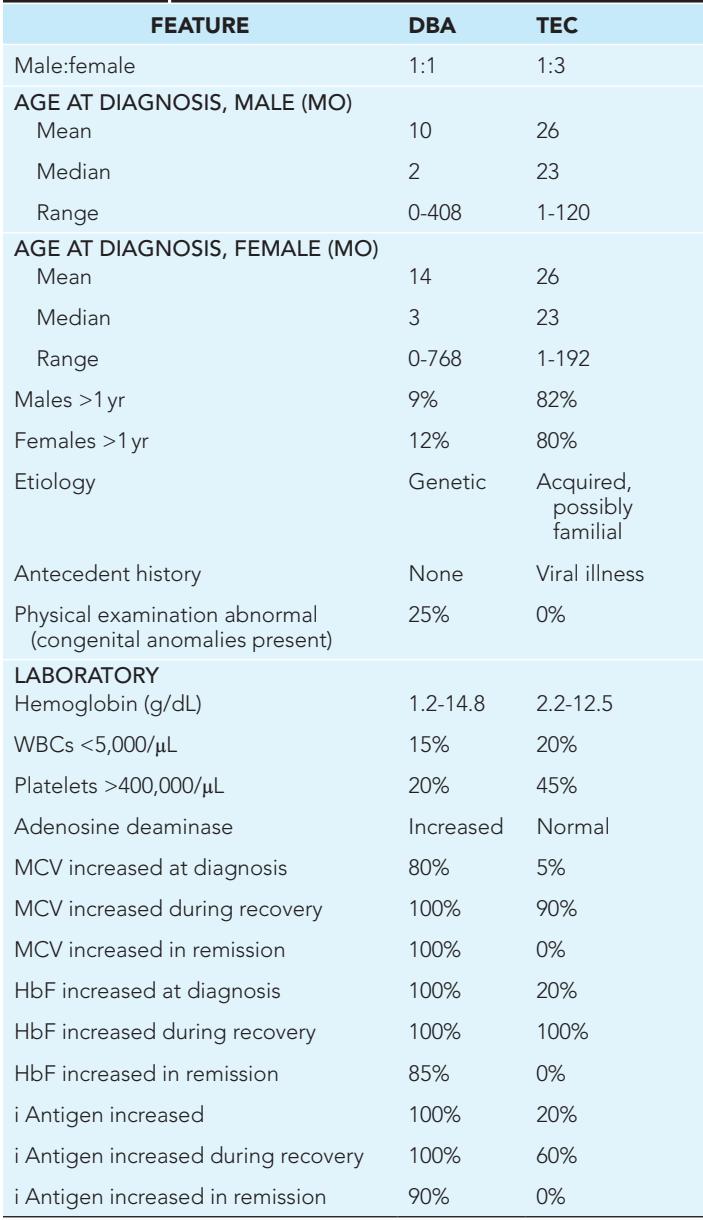 FEATURE DBA TEC
Male:female 1:1 1:3
AGE AT DIAGNOSIS, MALE (MO)
Mean 10 26
Median 2 23
Range 0-408 1-120
AGE AT DIAGNOSIS, FEMALE (MO)
Mean 14 26
Median 3 23
Range 0-768 1-192
Males >1 yr 9% 82%
Females >1 yr 12% 80%
Etiology Genetic Acquired,
possibly
familial
Antecedent history None Viral illness
Physical examination abnormal 25% 0%
(congenital anomalies present)
LABORATORY
Hemoglobin (g/dL) 1.2-14.8 2.2-12.5
WBCs <5,000/μL 15% 20%
Platelets >400,000/μL 20% 45%
Adenosine deaminase Increased Normal
MCV increased at diagnosis 80% 5%
MCV increased during recovery 100% 90%
MCV increased in remission 100% 0%
HbF increased at diagnosis 100% 20%
HbF increased during recovery 100% 100%
HbF increased in remission 85% 0%
i Antigen increased 100% 20%
i Antigen increased during recovery 100% 60%
i Antigen increased in remission 90% 0%